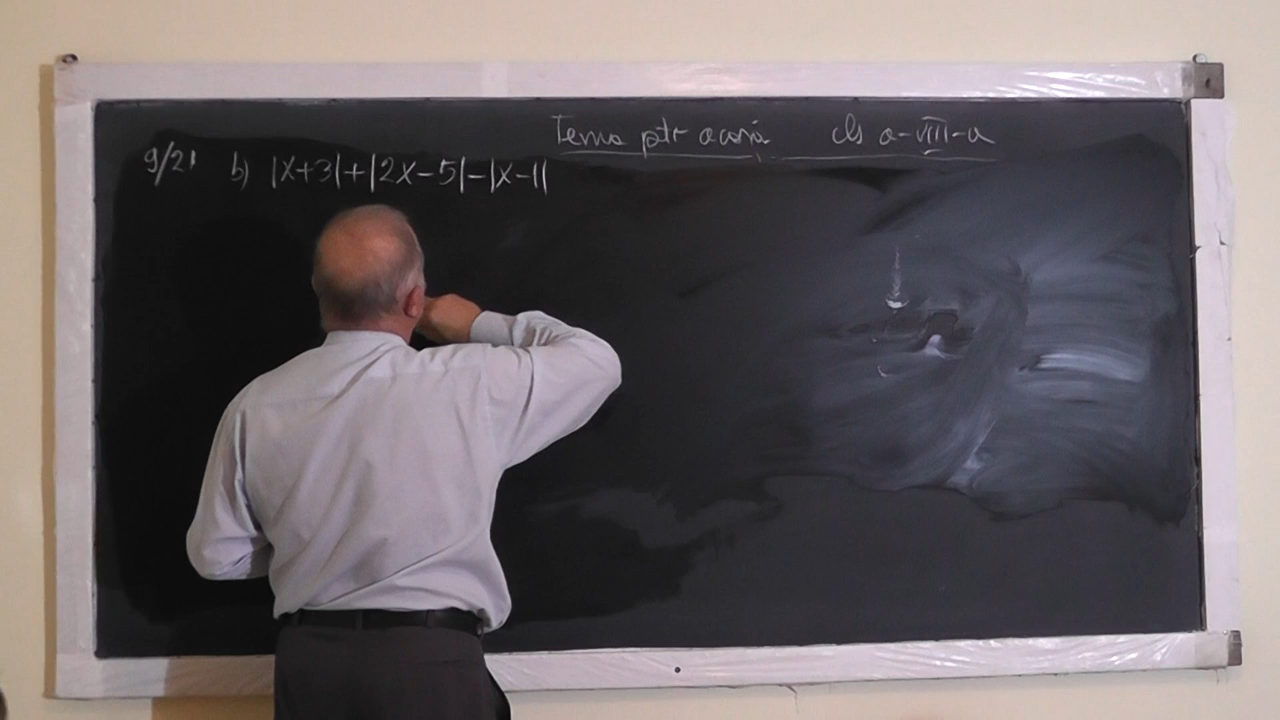 Tema ptr acasă cls a-VIII-a
9/21 b) |x+3|+|2x-5|-|x-1|